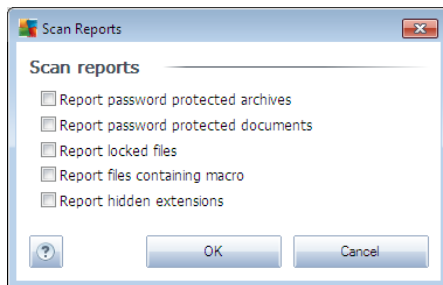 Scan Reports
Scan reports
Report password protected archives
Report password protected documents
Report locked files
Report files containing macro
Report hidden extensions
?
OK
Cancel